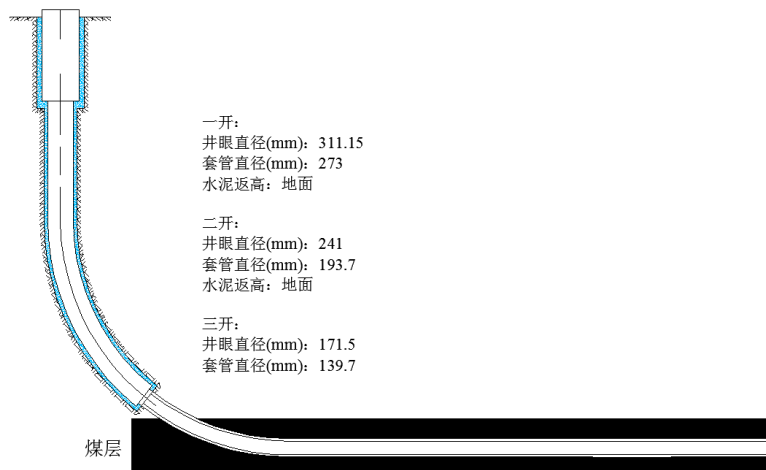 一开：
井眼直径(mm)：311.15
套管直径(mm)：273
水泥返高：地面
二开：
井眼直径(mm)：241
套管直径(mm)：193.7
水泥返高：地面
三开：
井眼直径(mm)：171.5
套管直径(mm)：139.7
煤层